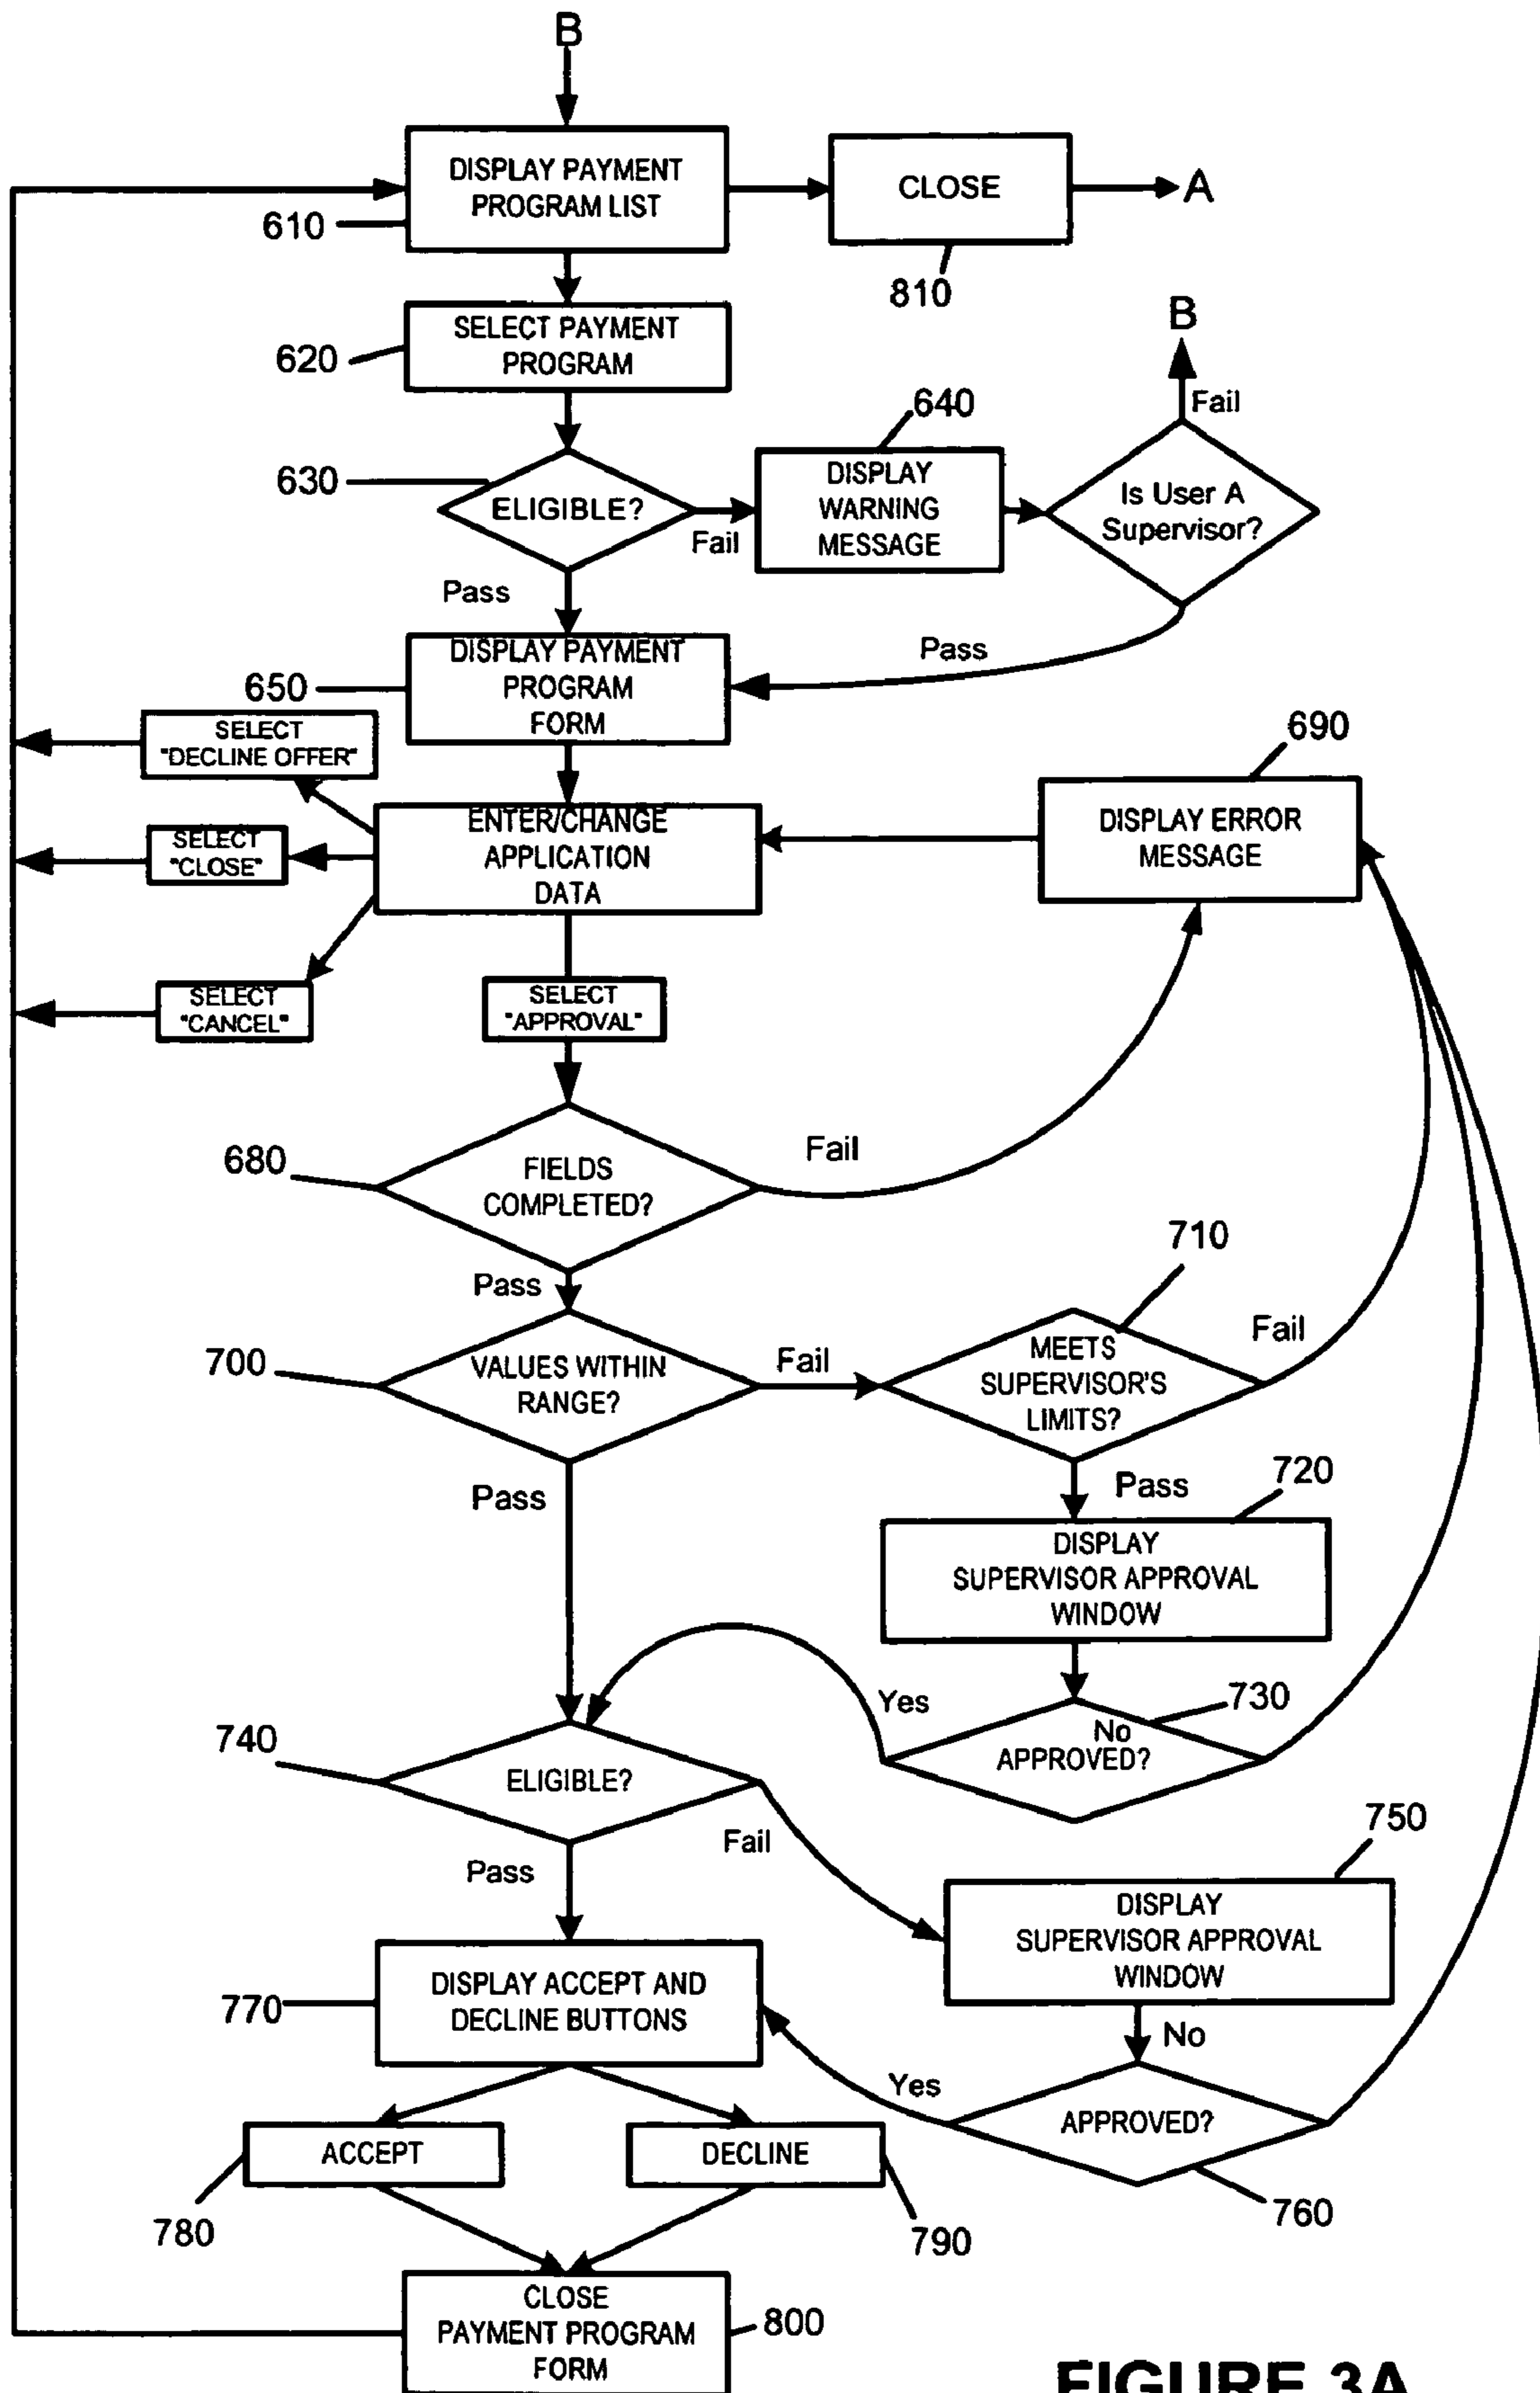 B
DISPLAY PAYMENT
PROGRAM LIST
610
CLOSE
A
810
SELECT PAYMENT
PROGRAM
620
B
Fail
640
630
ELIGIBLE?
Fail
DISPLAY
WARNING
MESSAGE
Is User A
Supervisor?
Pass
Pass
DISPLAY PAYMENT
PROGRAM
FORM
650
SELECT
"DECLINE OFFER"
690
SELECT
"CLOSE"
ENTER/CHANGE
APPLICATION
DATA
DISPLAY ERROR
MESSAGE
SELECT
"CANCEL"
SELECT
"APPROVAL"
680
FIELDS
COMPLETED?
Fail
Pass
710
700
VALUES WITHIN
RANGE?
Fail
MEETS
SUPERVISOR'S
LIMITS?
Fail
Pass
Pass
720
DISPLAY
SUPERVISOR APPROVAL
WINDOW
Yes
730
No
APPROVED?
740
ELIGIBLE?
Fail
Pass
750
DISPLAY
SUPERVISOR APPROVAL
WINDOW
770
DISPLAY ACCEPT AND
DECLINE BUTTONS
No
Yes
APPROVED?
760
ACCEPT
DECLINE
780
790
CLOSE
PAYMENT PROGRAM
FORM
800
FIGURE 3A